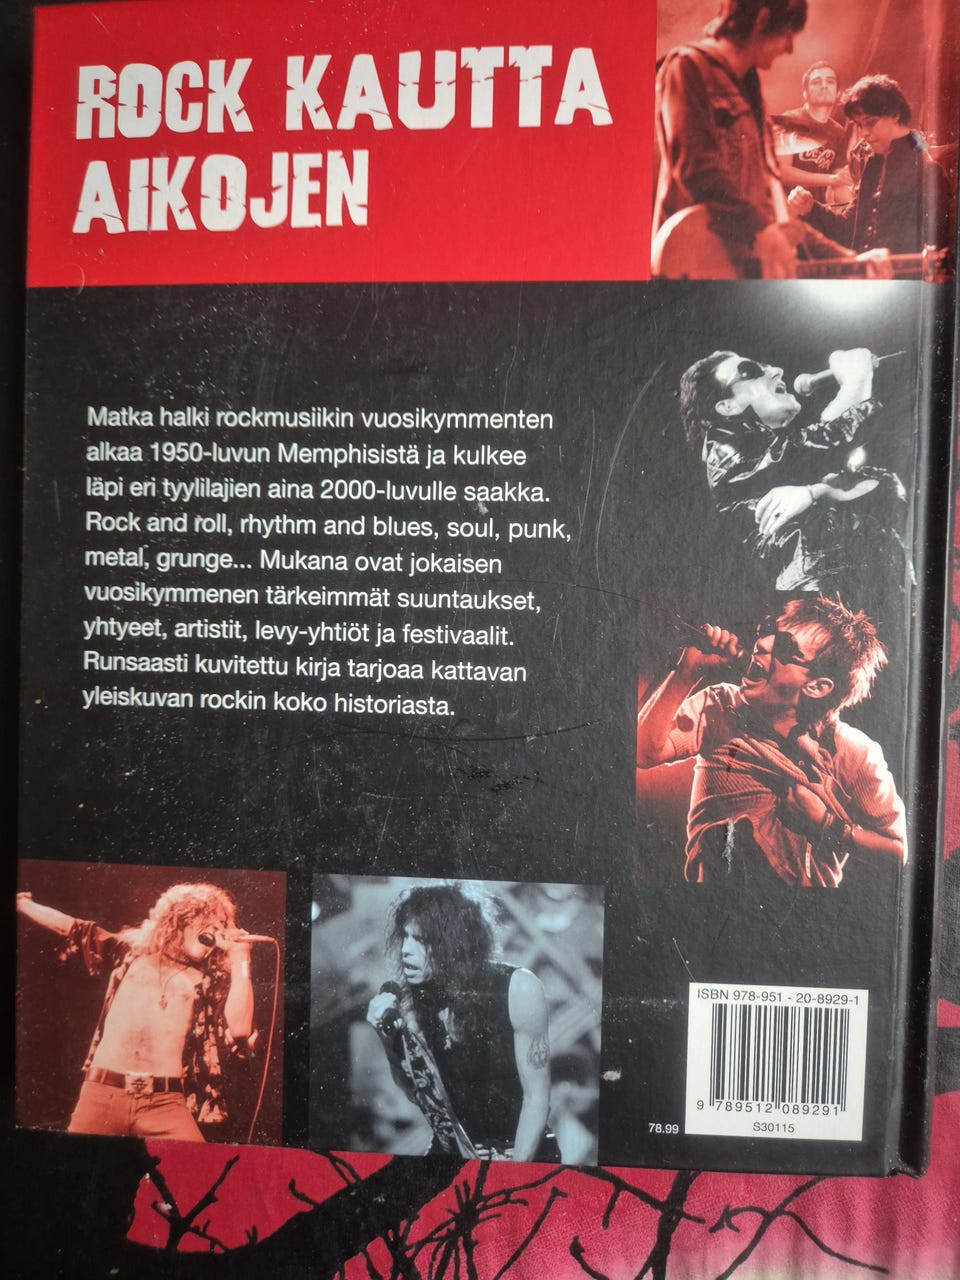 ROCK KAUTTA
AIKOJEN
Matka halki rockmusiikin vuosikymmenten
alkaa 1950-luvun Memphisistä ja kulkee
läpi eri tyylilajien aina 2000-luvulle saakka.
Rock and roll, rhythm and blues, soul, punk,
metal, grunge... Mukana ovat jokaisen
vuosikymmenen tärkeimmät suuntaukset,
yhtyeet, artistit, levy-yhtiöt ja festivaalit.
Runsaasti kuvitettu kirja tarjoaa kattavan
yleiskuvan rockin koko historiasta.
ISBN 978-951 - 20-8929-1
9 789512 089291
78.99
S30115